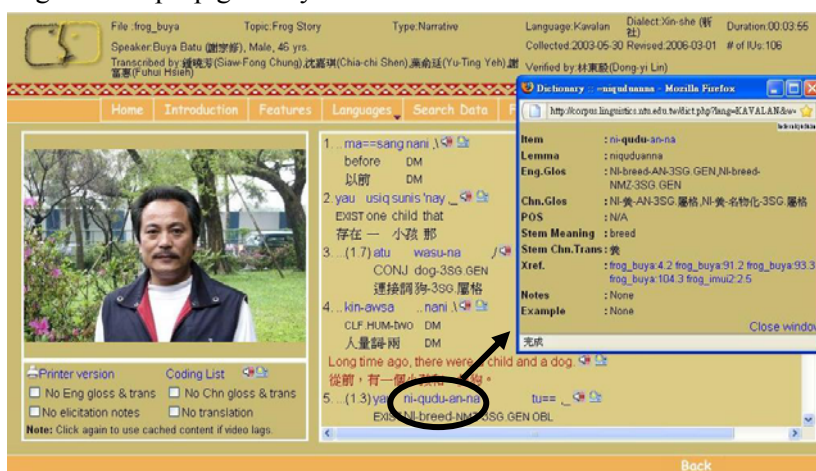 File :frog_buya Topic:Frog Story Type:Narrative Language:Kavalan Dialect:Xin-she (新社) Duration:00:03:55
Speaker:Buya Batu (謝宗修), Male, 46 yrs. Collected:2003-05-30 Revised:2006-03-01 # of IUs:106
Transcribed by:鍾曉芳(Siaw-Fong Chung),沈嘉琪(Chia-chi Shen),葉俞廷(Yu-Ting Yeh),謝富惠(Fuhui Hsieh) Verified by:林東毅(Dong-yi Lin)
Home Introduction Features Languages Search Data F
Dictionary :: niquduanna - Mozilla Firefox
http://corpus.linguistics.ntu.edu.tw/dict.php?lang=KAVALAN&w
Item : ni-qudu-an-na
Lemma : niquduanna
Eng.Glos : NI-breed-AN-3SG.GEN,NI-breed-NMZ-3SG.GEN
Chn.Glos : NI-養-AN-3SG.屬格,NI-養-名物化-3SG.屬格
POS : N/A
Stem Meaning : breed
Stem Chn.Trans : 養
Xref. : frog_buya:4.2 frog_buya:91.2 frog_buya:93.3
frog_buya:104.3 frog_imui2:2.5
Notes : None
Example : None
Close window
完成
1. ... ma==sang nani .\
before DM
以前 DM
2. yau usiq sunis 'nay ._
EXIST one child that
存在 一 小孩 那
3. ...(1.7) atu wasu-na ./
CONJ dog-3SG.GEN
連接詞 狗-3SG.屬格
4. ..kin-awsa .. nani .\
CLF.HUM-two DM
人量詞-兩 DM
Long time ago, there were a child and a dog.
從前，有一個小孩和一隻狗。
5. ...(1.3) yau ni-qudu-an-na tu== ._
EXIST NI-breed-NMZ-3SG.GEN OBL
Printer version Coding List
No Eng gloss & trans No Chn gloss & trans
No elicitation notes No translation
Note: Click again to use cached content if video lags.
Back